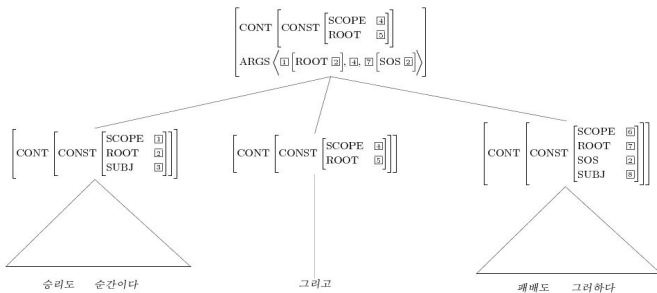 CONT CONST SCOPE 4
ROOT 5
ARGS ⟨ 1 [ROOT 2], 4, 7 [SOS 2] ⟩
CONT CONST SCOPE 1
ROOT 2
SUBJ 3
CONT CONST SCOPE 4
ROOT 5
CONT CONST SCOPE 6
ROOT 7
SOS 2
SUBJ 8
승리도 순간이다
그리고
패배도 그러하다